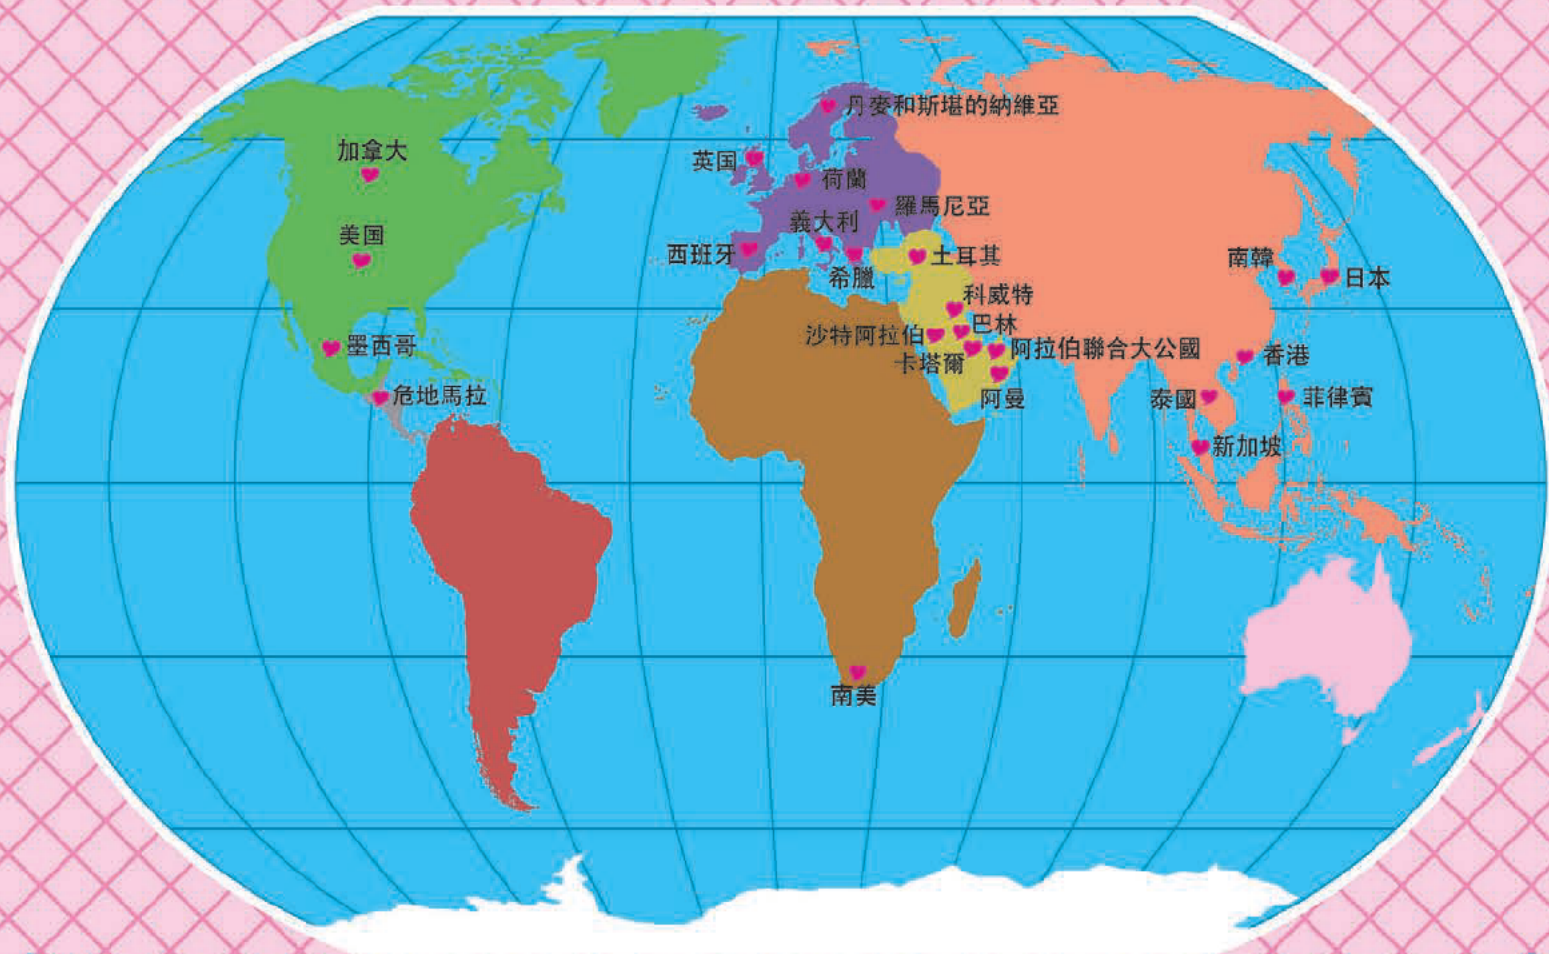 丹麥和斯堪的納維亞
加拿大
英国
荷蘭
羅馬尼亞
義大利
美国
西班牙
土耳其
希臘
南韓
日本
科威特
巴林
沙特阿拉伯
墨西哥
阿拉伯聯合大公國
香港
卡塔爾
危地馬拉
阿曼
泰國
菲律賓
新加坡
南美